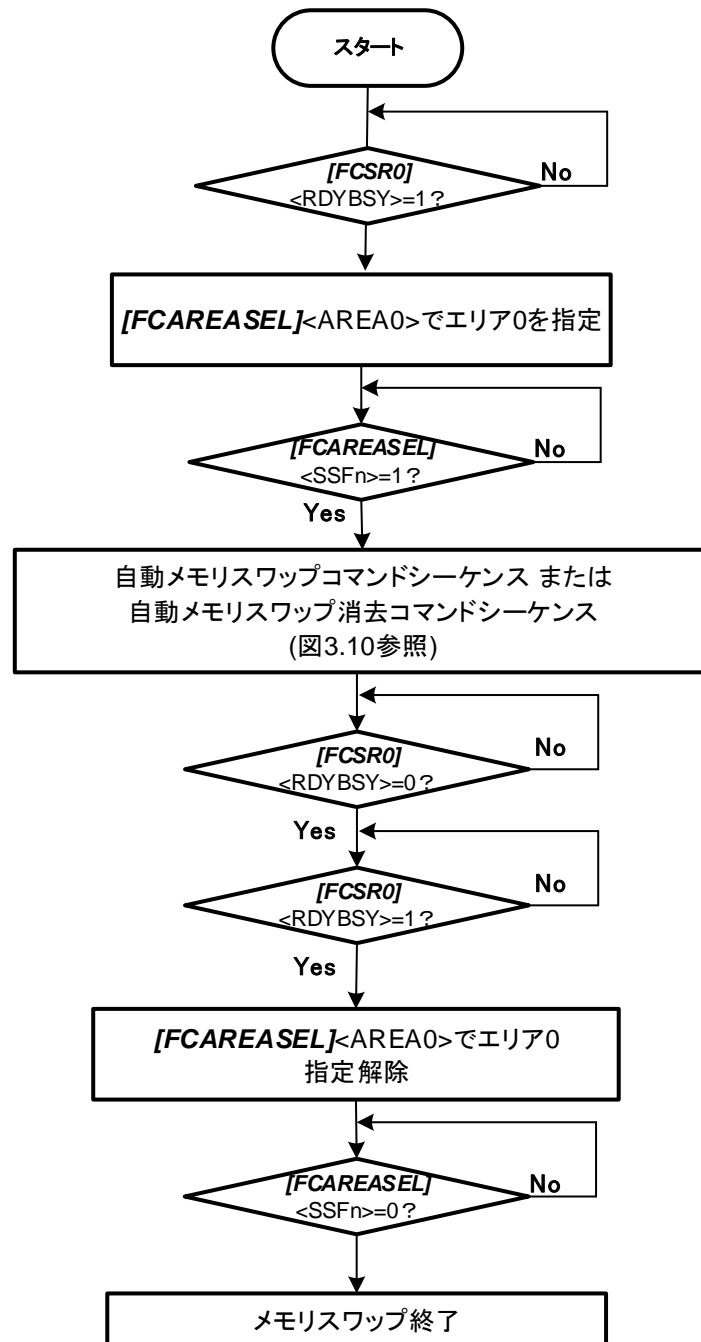 スタート
[FCSR0]
<RDYBSY>=1?
No
[FCAREASEL]<AREA0>でエリア0を指定
[FCAREASEL]
<SSFn>=1?
No
Yes
自動メモリスワップコマンドシーケンス または
自動メモリスワップ消去コマンドシーケンス
(図3.10参照)
[FCSR0]
<RDYBSY>=0?
No
Yes
[FCSR0]
<RDYBSY>=1?
No
Yes
[FCAREASEL]<AREA0>でエリア0
指定解除
[FCAREASEL]
<SSFn>=0?
No
メモリスワップ終了